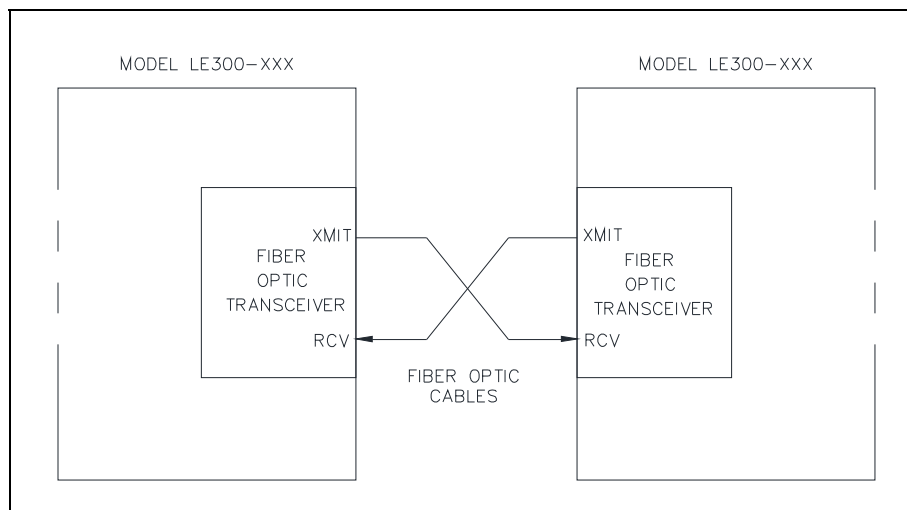 MODEL LE300-XXX
MODEL LE300-XXX
XMIT
FIBER
OPTIC
TRANSCEIVER
RCV
XMIT
FIBER
OPTIC
TRANSCEIVER
RCV
FIBER OPTIC
CABLES